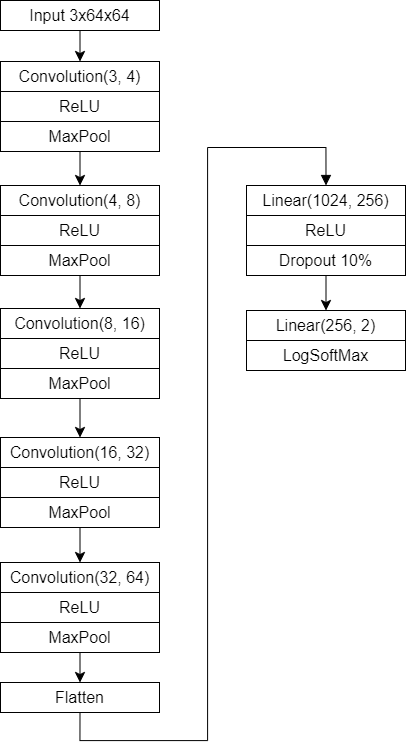 Input 3x64x64
Convolution(3, 4)
ReLU
MaxPool
Convolution(4, 8)
ReLU
MaxPool
Convolution(8, 16)
ReLU
MaxPool
Convolution(16, 32)
ReLU
MaxPool
Convolution(32, 64)
ReLU
MaxPool
Flatten
Linear(1024, 256)
ReLU
Dropout 10%
Linear(256, 2)
LogSoftMax